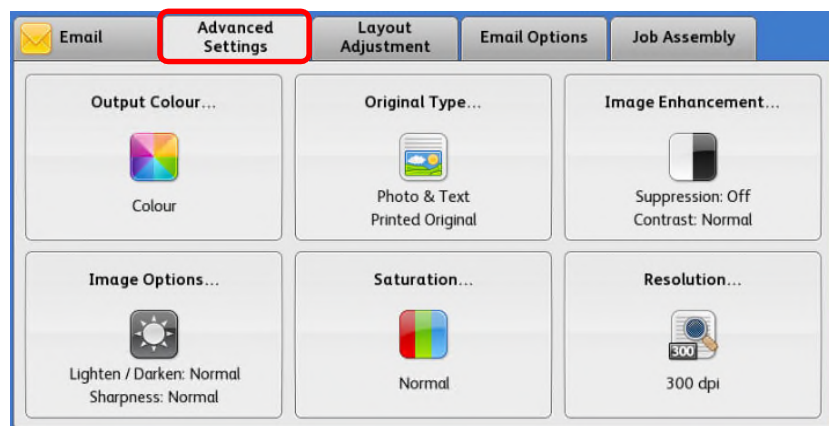 Email
Advanced
Settings
Layout
Adjustment
Email Options
Job Assembly
Output Colour...
Colour
Original Type...
Photo & Text
Printed Original
Image Enhancement...
Suppression: Off
Contrast: Normal
Image Options...
Lighten / Darken: Normal
Sharpness: Normal
Saturation...
Normal
Resolution...
300
300 dpi